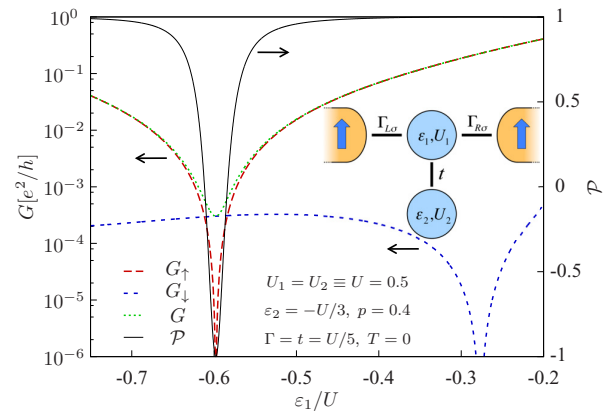 10^0
10^-1
10^-2
10^-3
10^-4
10^-5
10^-6
G[e^2/h]
1
0.5
0
-0.5
-1
𝒫
-0.7
-0.6
-0.5
-0.4
-0.3
-0.2
ε_1/U
Γ_Lσ
ε_1,U_1
Γ_Rσ
t
ε_2,U_2
G_↑
G_↓
G
𝒫
U_1 = U_2 ≡ U = 0.5
ε_2 = −U/3, p = 0.4
Γ = t = U/5, T = 0